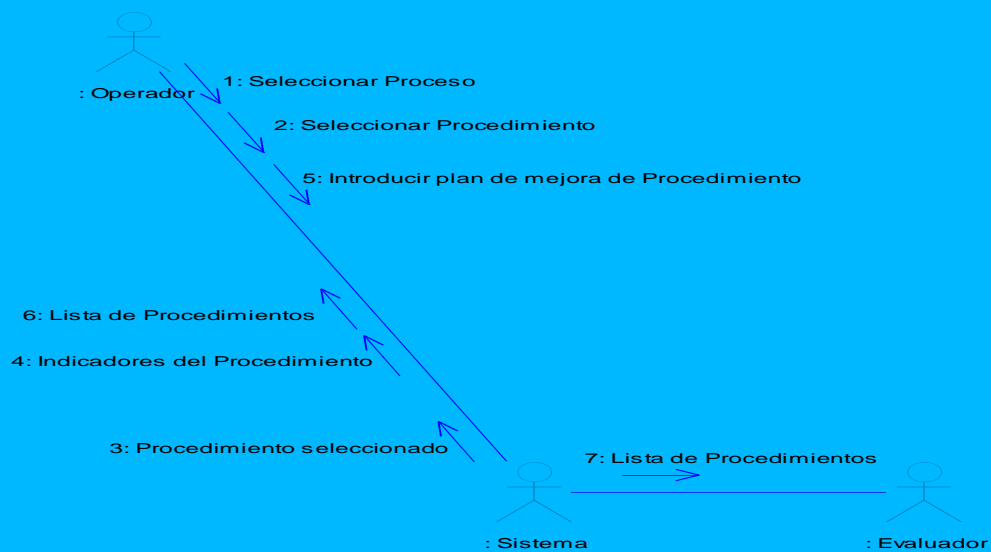 1: Seleccionar Proceso
: Operador
2: Seleccionar Procedimiento
5: Introducir plan de mejora de Procedimiento
6: Lista de Procedimientos
4: Indicadores del Procedimiento
3: Procedimiento seleccionado
7: Lista de Procedimientos
: Sistema
: Evaluador